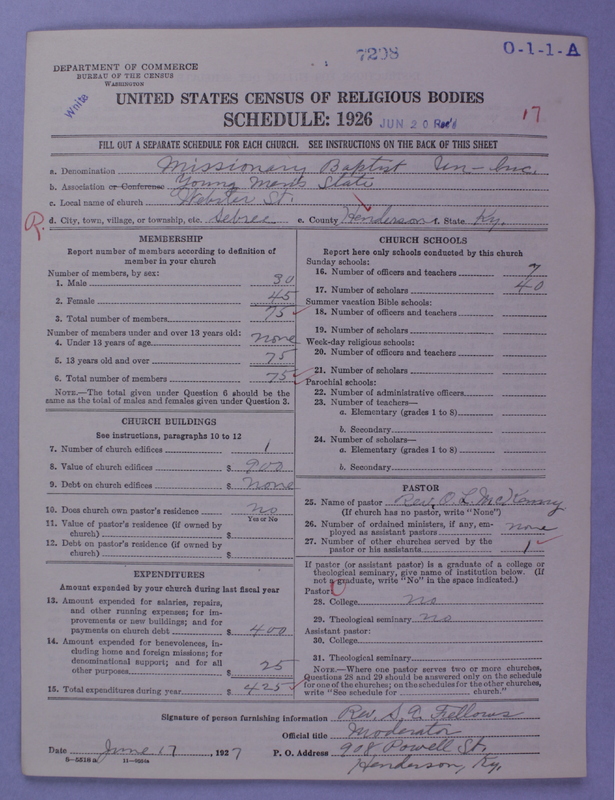 7298
O-1-1-A
DEPARTMENT OF COMMERCE
BUREAU OF THE CENSUS
WASHINGTON
White
UNITED STATES CENSUS OF RELIGIOUS BODIES
SCHEDULE: 1926
JUN 20 Rec'd
17
FILL OUT A SEPARATE SCHEDULE FOR EACH CHURCH. SEE INSTRUCTIONS ON THE BACK OF THIS SHEET
a. Denomination Missionary Baptist Un-Inc.
b. Association or Conference Young Men's State
c. Local name of church Webster St.
R. d. City, town, village, or township, etc. Sebree e. County Henderson f. State Ky.
MEMBERSHIP
Report number of members according to definition of
member in your church
Number of members, by sex:
1. Male 30
2. Female 45
3. Total number of members 75
Number of members under and over 13 years old:
4. Under 13 years of age none
5. 13 years old and over 75
6. Total number of members 75
NOTE.—The total given under Question 6 should be the
same as the total of males and females given under Question 3.
CHURCH BUILDINGS
See instructions, paragraphs 10 to 12
7. Number of church edifices 1
8. Value of church edifices $ 900
9. Debt on church edifices $ none
10. Does church own pastor's residence no
Yes or No
11. Value of pastor's residence (if owned by
church) $
12. Debt on pastor's residence (if owned by
church) $
EXPENDITURES
Amount expended by your church during last fiscal year
13. Amount expended for salaries, repairs,
and other running expenses; for im-
provements or new buildings; and for
payments on church debt $ 400
14. Amount expended for benevolences, in-
cluding home and foreign missions; for
denominational support; and for all
other purposes $ 25
15. Total expenditures during year $ 425
CHURCH SCHOOLS
Report here only schools conducted by this church
Sunday schools:
16. Number of officers and teachers 7
17. Number of scholars 40
Summer vacation Bible schools:
18. Number of officers and teachers
19. Number of scholars
Week-day religious schools:
20. Number of officers and teachers
21. Number of scholars
Parochial schools:
22. Number of administrative officers
23. Number of teachers—
a. Elementary (grades 1 to 8)
b. Secondary
24. Number of scholars—
a. Elementary (grades 1 to 8)
b. Secondary
PASTOR
25. Name of pastor Rev. O. L. McKenney
(If church has no pastor, write "None")
26. Number of ordained ministers, if any, em-
ployed as assistant pastors none
27. Number of other churches served by the
pastor or his assistants 1
If pastor (or assistant pastor) is a graduate of a college or
theological seminary, give name of institution below. (If
not a graduate, write "No" in the space indicated.)
Pastor: 0
28. College no
29. Theological seminary no
Assistant pastor:
30. College
31. Theological seminary
NOTE.—Where one pastor serves two or more churches,
Questions 28 and 29 should be answered only on the schedule
for one of the churches; on the schedules for the other churches,
write "See schedule for ______ church."
Signature of person furnishing information Rev. S. P. Fellows
Official title Moderator
Date June 17, 1927 P. O. Address 908 Powell St.
Henderson, Ky.
8—5518 a 11—9554